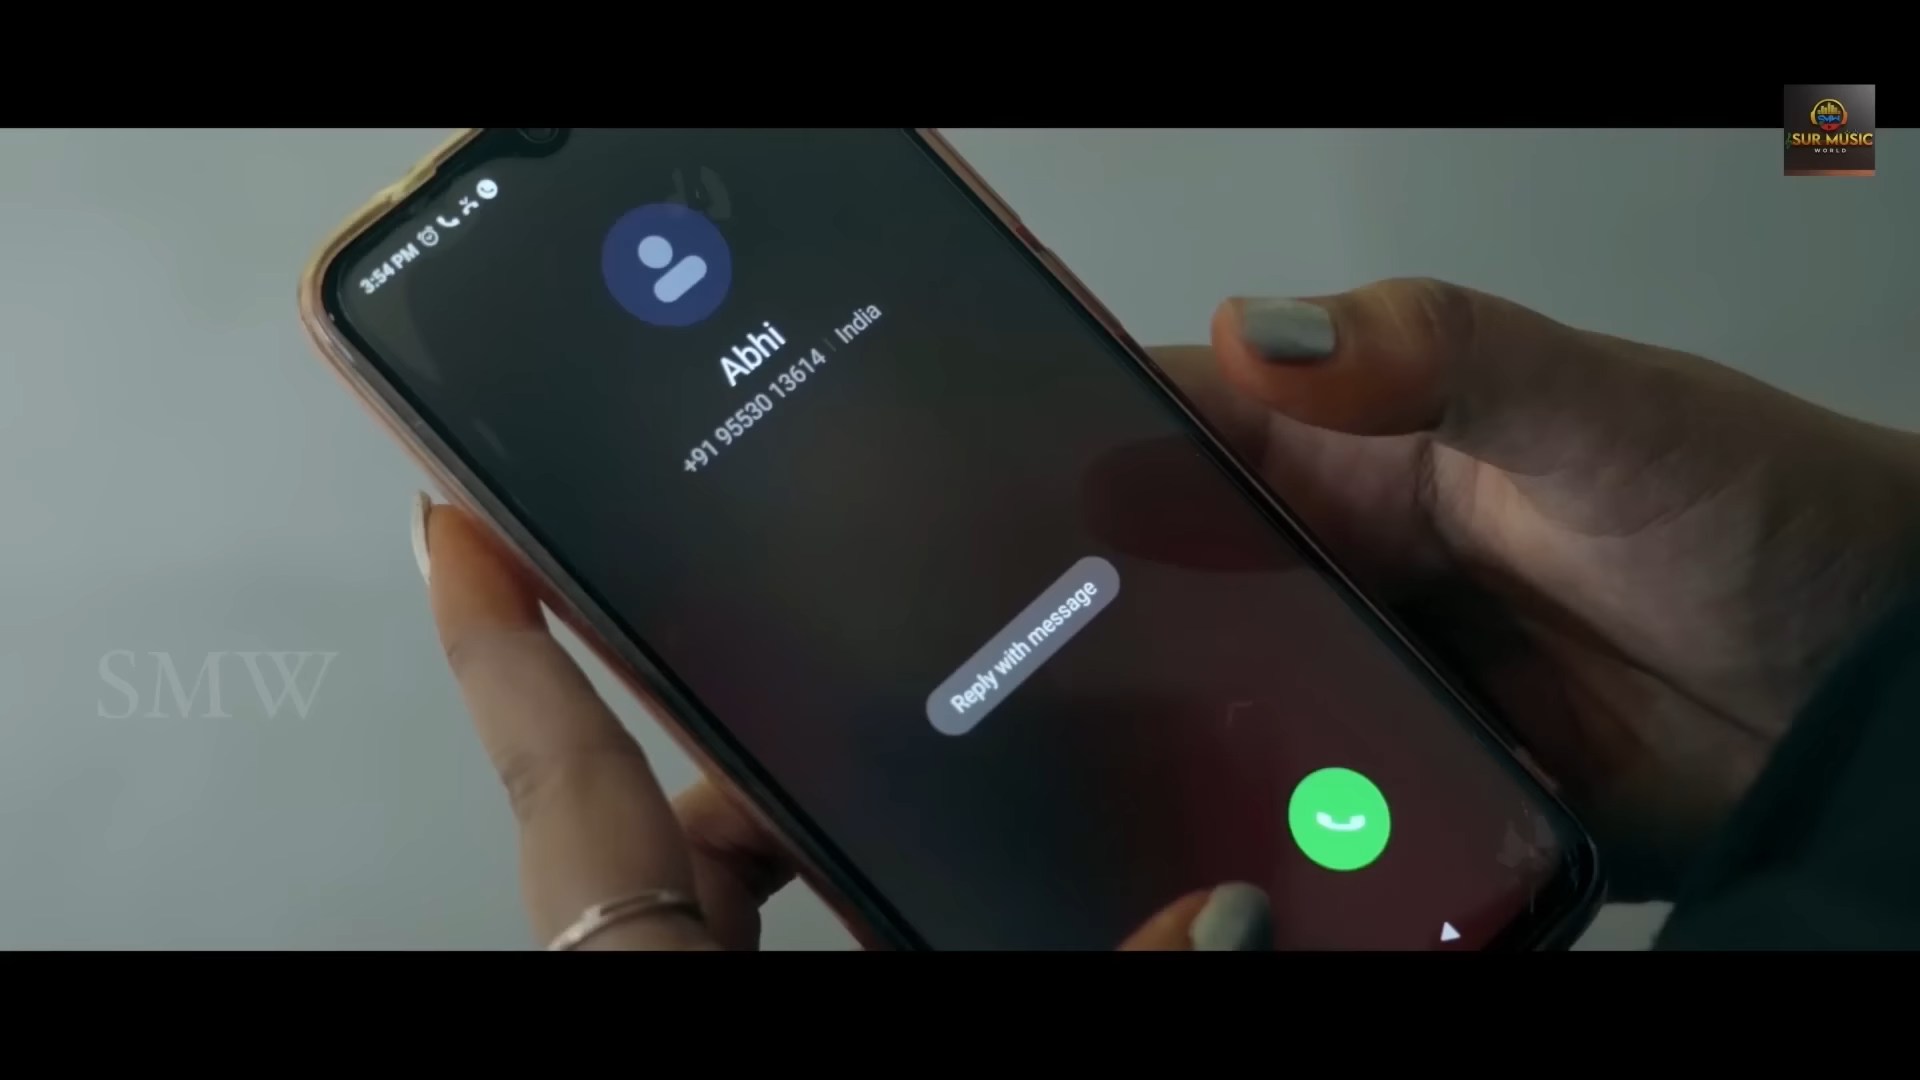 SUR MUSIC
WORLD
3:54 PM
Abhi
+91 95530 13614 | India
Reply with message
SMW